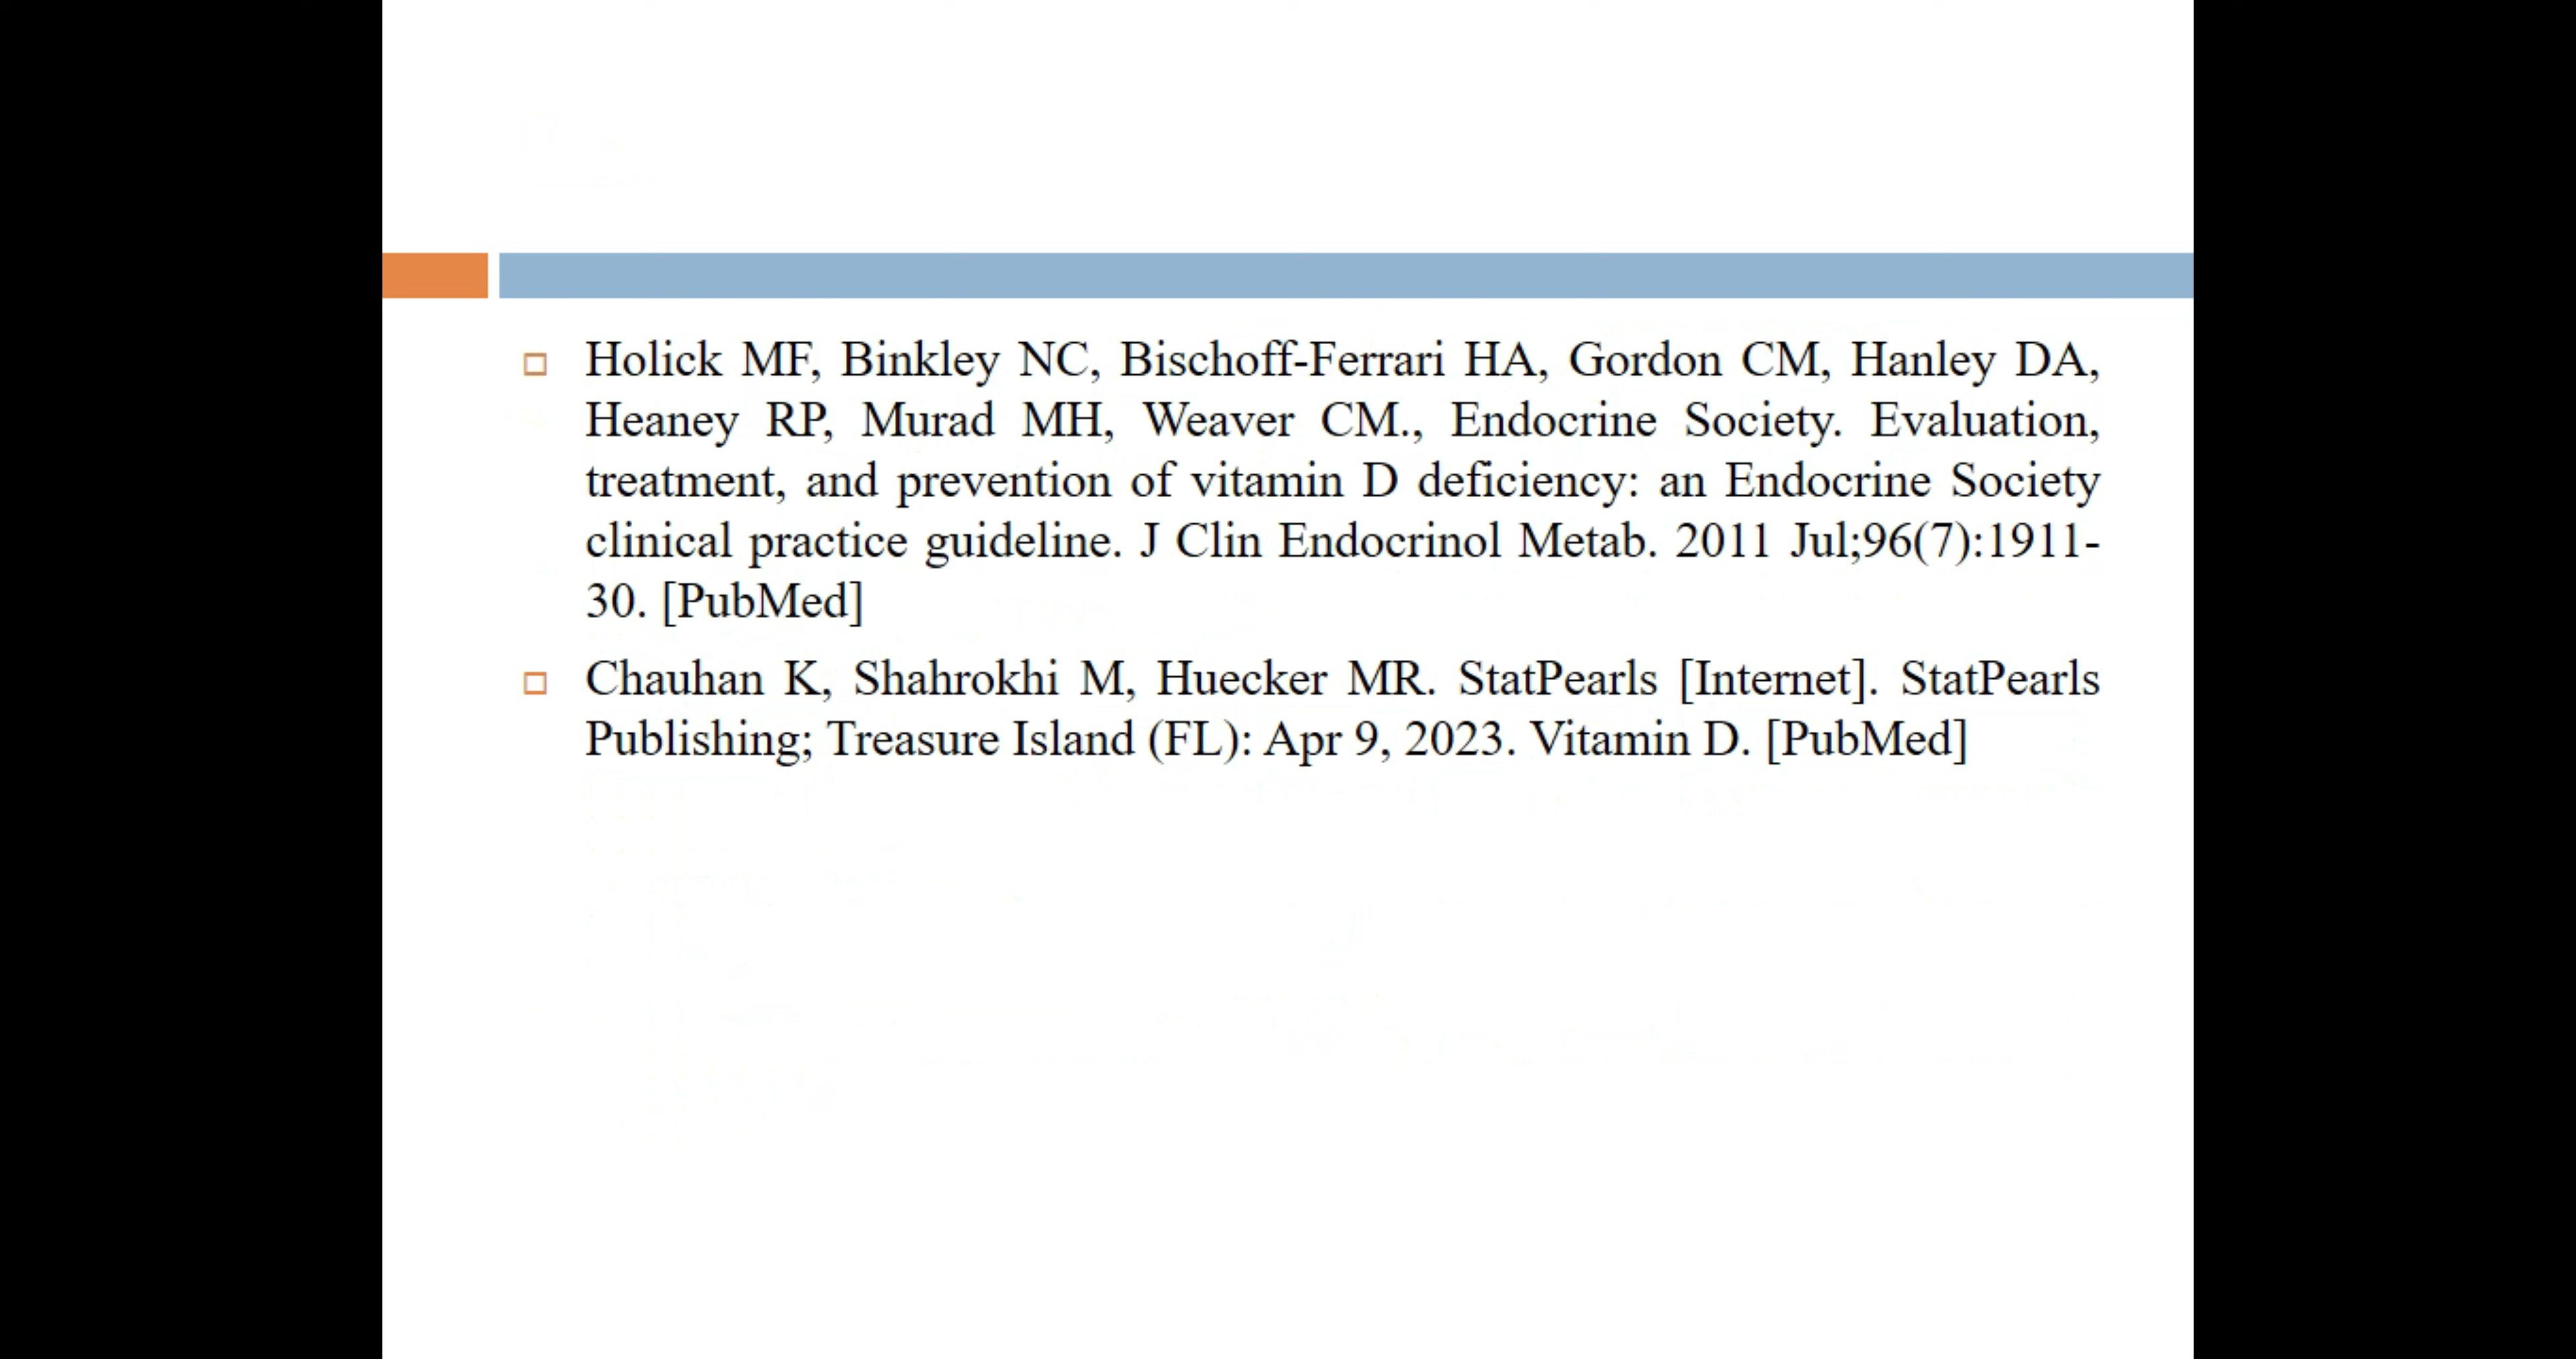 Holick MF, Binkley NC, Bischoff-Ferrari HA, Gordon CM, Hanley DA,
Heaney RP, Murad MH, Weaver CM., Endocrine Society. Evaluation,
treatment, and prevention of vitamin D deficiency: an Endocrine Society
clinical practice guideline. J Clin Endocrinol Metab. 2011 Jul;96(7):1911-
30. [PubMed]
Chauhan K, Shahrokhi M, Huecker MR. StatPearls [Internet]. StatPearls
Publishing; Treasure Island (FL): Apr 9, 2023. Vitamin D. [PubMed]